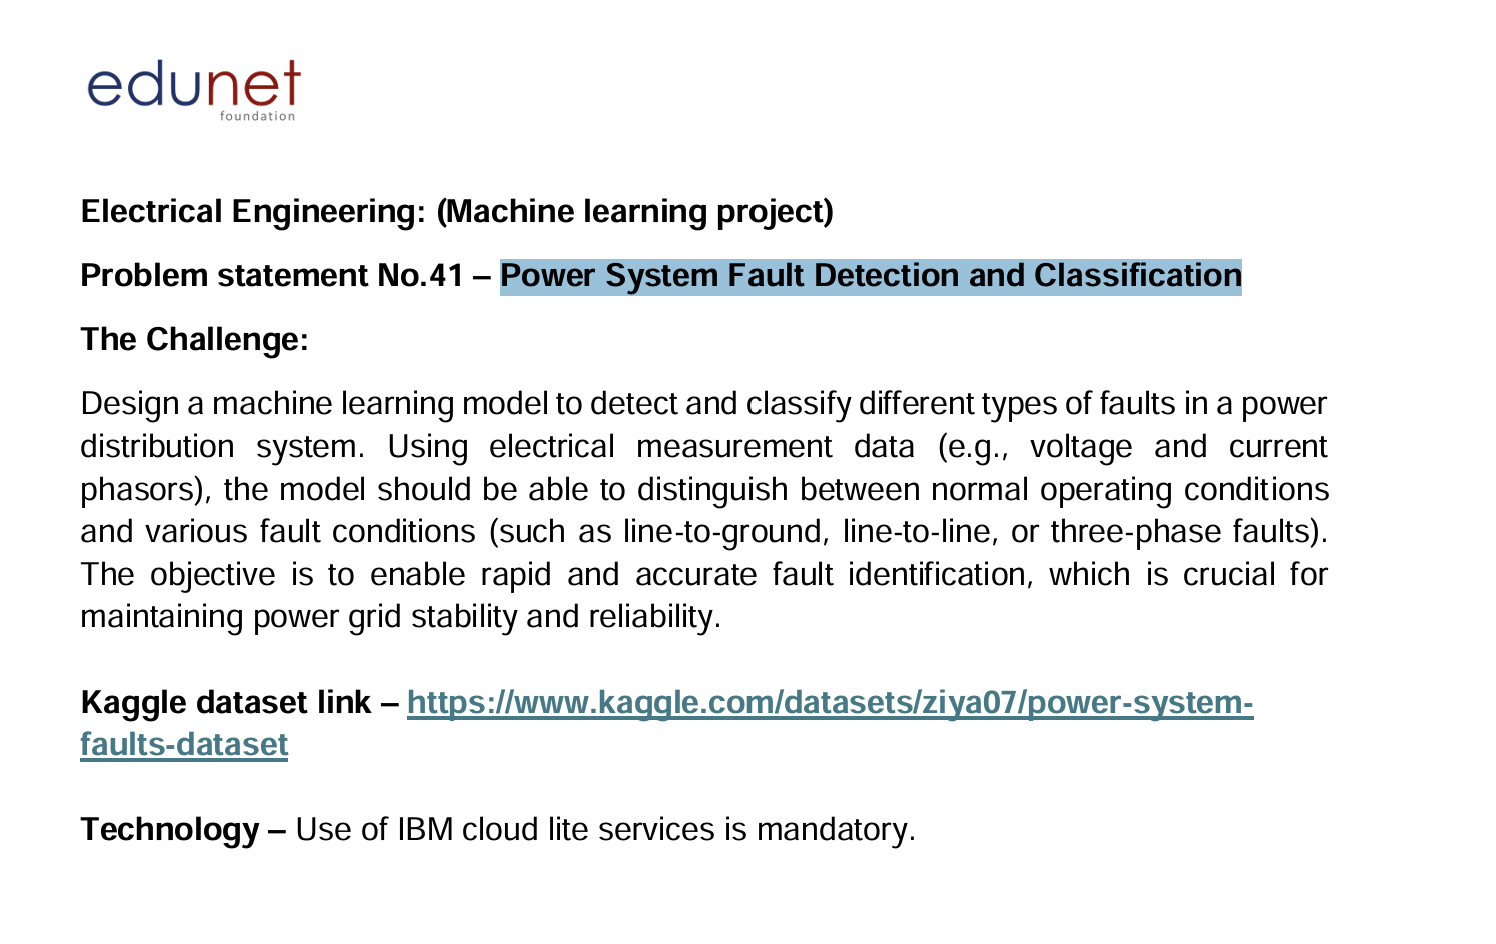 edunet
foundation
Electrical Engineering: (Machine learning project)
Problem statement No.41 – Power System Fault Detection and Classification
The Challenge:
Design a machine learning model to detect and classify different types of faults in a power
distribution system. Using electrical measurement data (e.g., voltage and current
phasors), the model should be able to distinguish between normal operating conditions
and various fault conditions (such as line-to-ground, line-to-line, or three-phase faults).
The objective is to enable rapid and accurate fault identification, which is crucial for
maintaining power grid stability and reliability.
Kaggle dataset link – https://www.kaggle.com/datasets/ziya07/power-system-
faults-dataset
Technology – Use of IBM cloud lite services is mandatory.